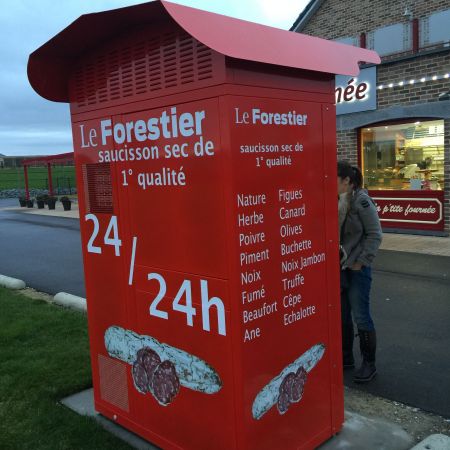 Le Forestier
saucisson sec de
1° qualité
24 / 24h
Le Forestier
saucisson sec de
1° qualité
Nature Figues
Herbe Canard
Poivre Olives
Piment Buchette
Noix Noix Jambon
Fumé Truffe
Beaufort Cèpe
Ane Echalotte
née
a p'tite fournée